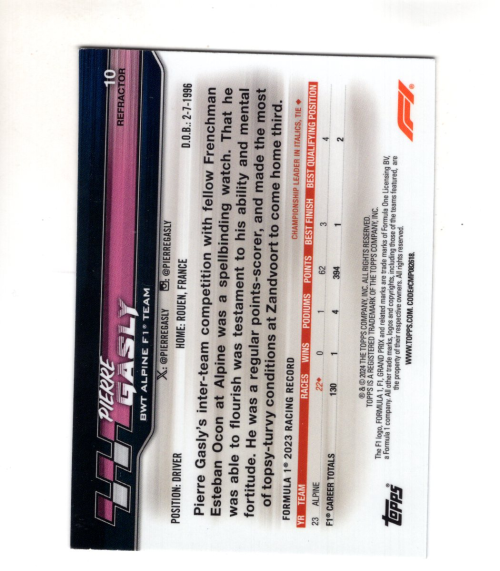 10
REFRACTOR
PIERRE
GASLY
BWT ALPINE F1® TEAM
X: @PIERREGASLY @PIERREGASLY
POSITION: DRIVER HOME: ROUEN, FRANCE D.O.B.: 2-7-1996
Pierre Gasly's inter-team competition with fellow Frenchman
Esteban Ocon at Alpine was a spellbinding watch. That he
was able to flourish was testament to his ability and mental
fortitude. He was a regular points-scorer, and made the most
of topsy-turvy conditions at Zandvoort to come home third.
FORMULA 1® 2023 RACING RECORD CHAMPIONSHIP LEADER IN ITALICS, TIE ♦
YR TEAM RACES WINS PODIUMS POINTS BEST FINISH BEST QUALIFYING POSITION
23 ALPINE 22♦ 0 1 62 3 4
F1® CAREER TOTALS 130 1 4 394 1 2
® & © 2024 THE TOPPS COMPANY, INC. ALL RIGHTS RESERVED.
TOPPS IS A REGISTERED TRADEMARK OF THE TOPPS COMPANY, INC.
The F1 logo, FORMULA 1, F1, GRAND PRIX and related marks are trade marks of Formula One Licensing BV,
a Formula 1 company. All other trade marks, logos and copyrights, including those of the teams featured, are
the property of their respective owners. All rights reserved.
WWW.TOPPS.COM. CODE#CMP082618.
topps
F1